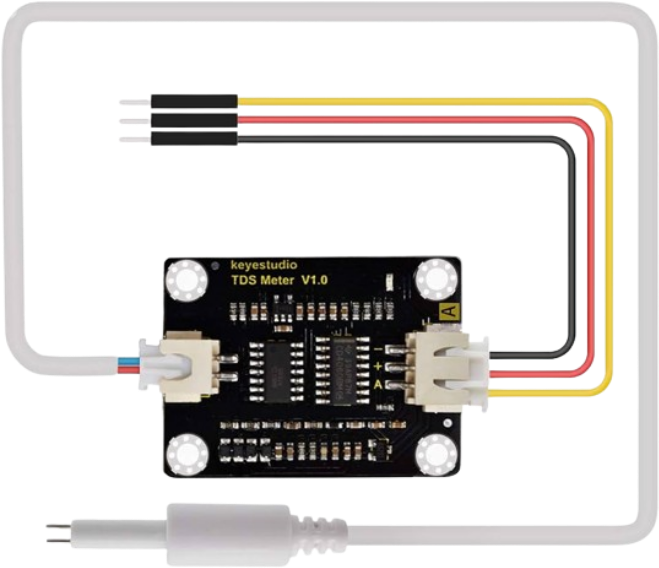 keyestudio
TDS Meter V1.0
A
−
+
A